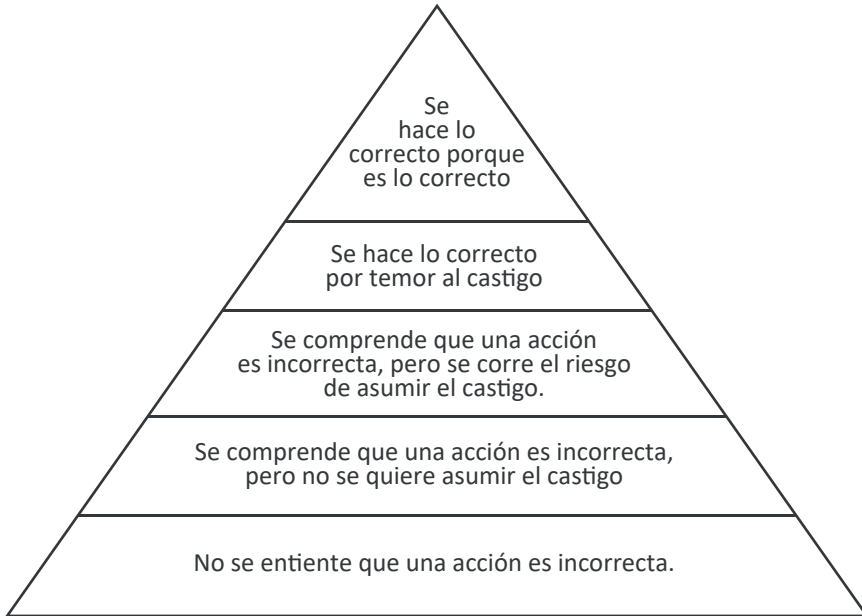 Se
hace lo
correcto porque
es lo correcto
Se hace lo correcto
por temor al castigo
Se comprende que una acción
es incorrecta, pero se corre el riesgo
de asumir el castigo.
Se comprende que una acción es incorrecta,
pero no se quiere asumir el castigo
No se entiente que una acción es incorrecta.